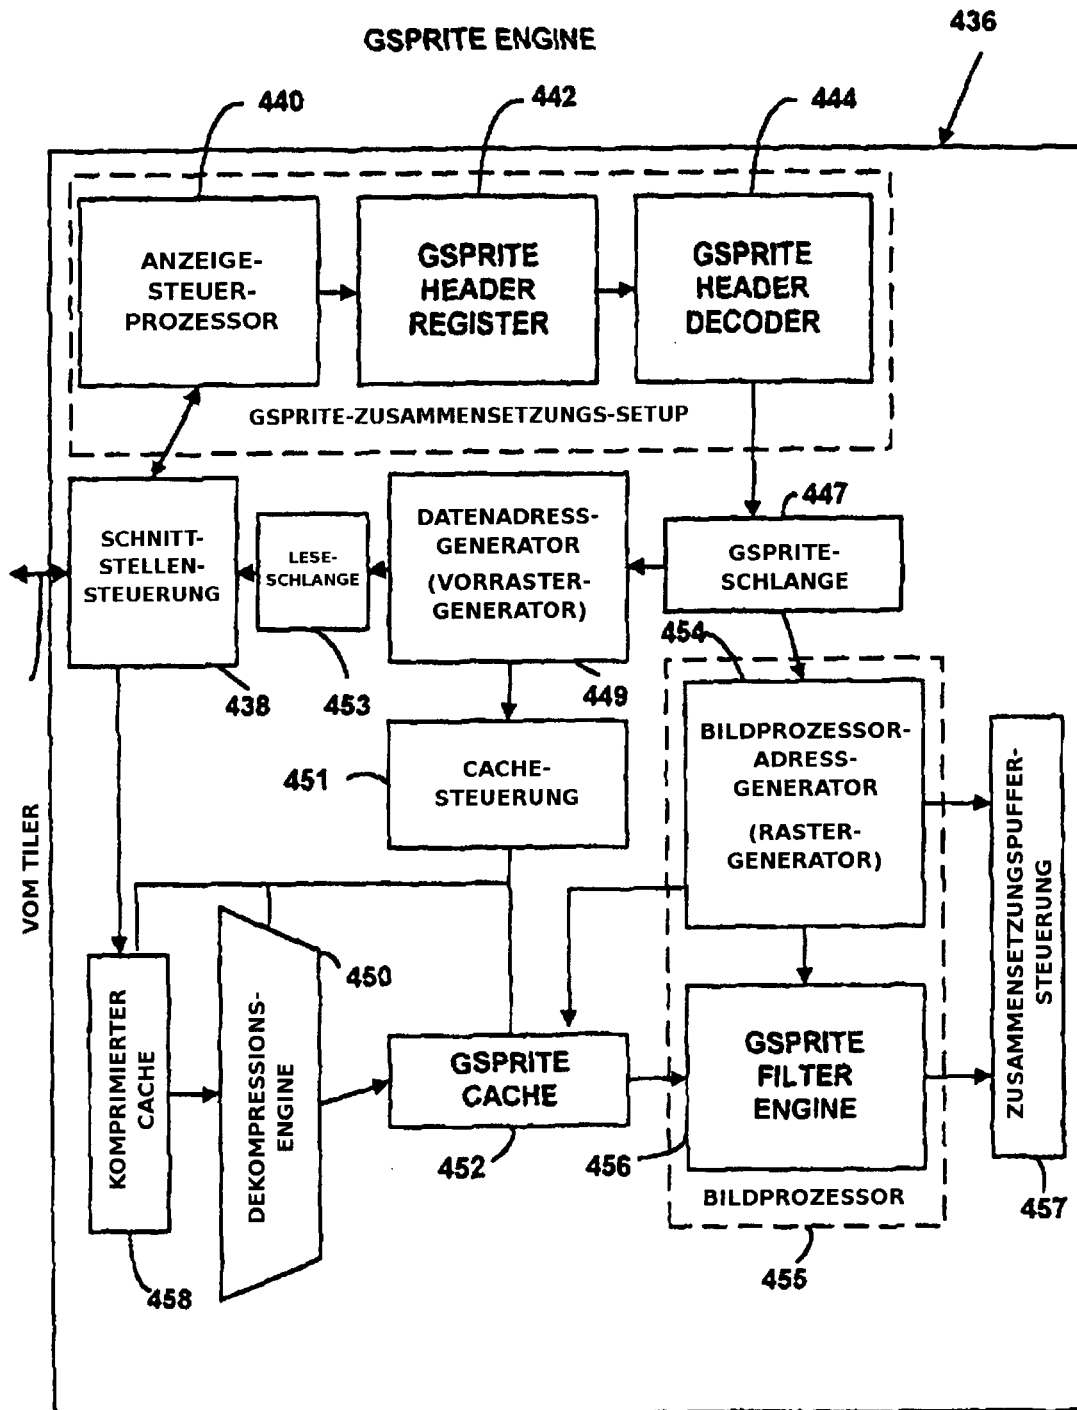 GSPRITE ENGINE
436
440
442
444
ANZEIGE-
STEUER-
PROZESSOR
GSPRITE
HEADER
REGISTER
GSPRITE
HEADER
DECODER
GSPRITE-ZUSAMMENSETZUNGS-SETUP
SCHNITT-
STELLEN-
STEUERUNG
438
LESE-
SCHLANGE
453
DATENADRESS-
GENERATOR
(VORRASTER-
GENERATOR)
449
447
GSPRITE-
SCHLANGE
454
451
CACHE-
STEUERUNG
BILDPROZESSOR-
ADRESS-
GENERATOR
(RASTER-
GENERATOR)
ZUSAMMENSETZUNGSPUFFER-
STEUERUNG
457
VOM TILER
KOMPRIMIERTER
CACHE
458
DEKOMPRESSIONS-
ENGINE
450
GSPRITE
CACHE
452
GSPRITE
FILTER
ENGINE
456
BILDPROZESSOR
455